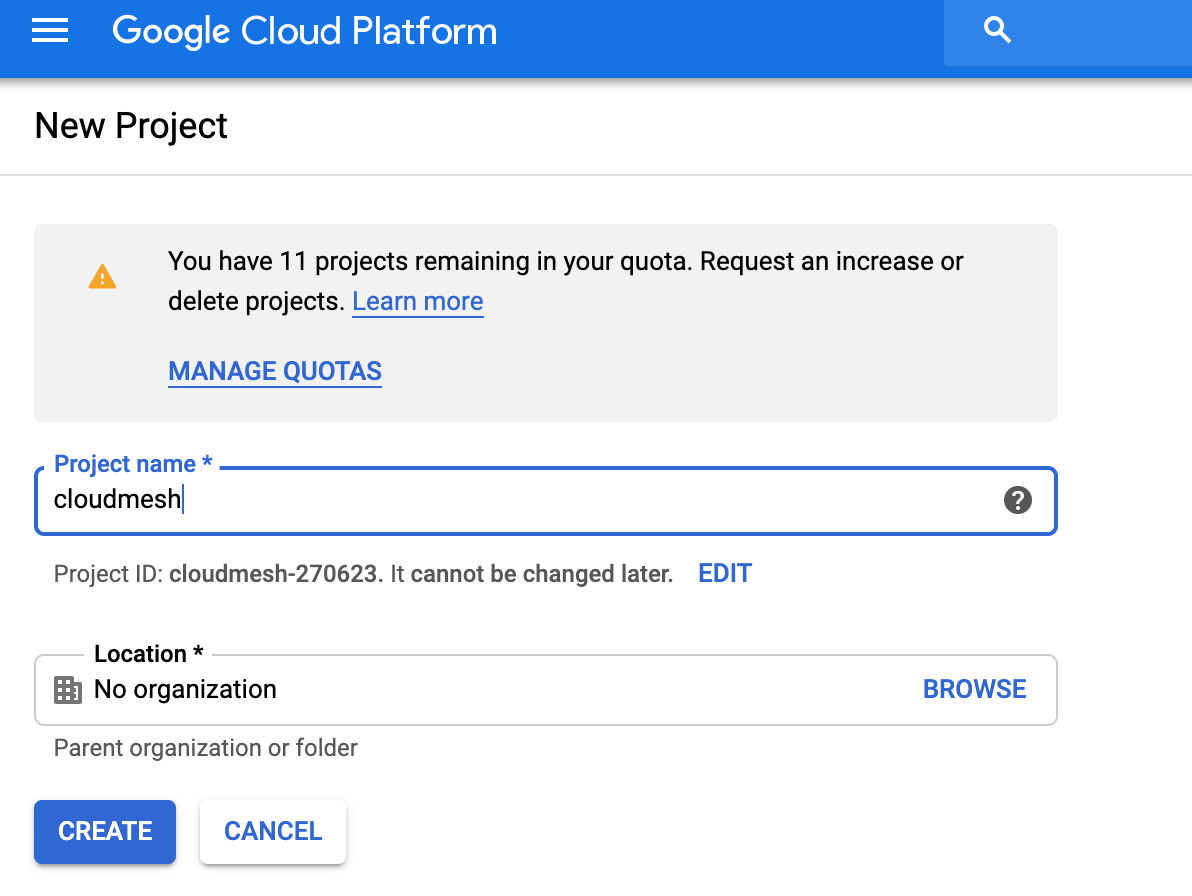 Google Cloud Platform
New Project
You have 11 projects remaining in your quota. Request an increase or
delete projects. Learn more
MANAGE QUOTAS
Project name *
cloudmesh
Project ID: cloudmesh-270623. It cannot be changed later. EDIT
Location *
No organization BROWSE
Parent organization or folder
CREATE CANCEL